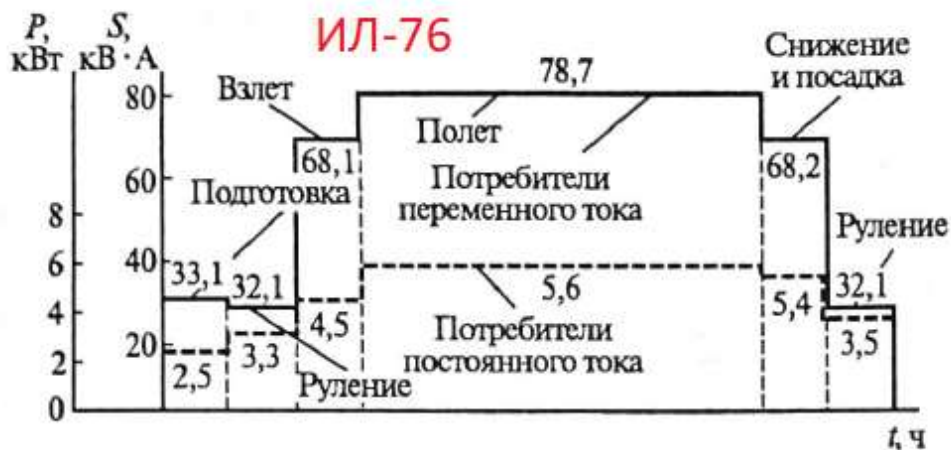 ИЛ-76
P,
кВт
S,
кВ · А
80
60
40
20
8
6
4
2
0
Взлет
78,7
Снижение
и посадка
Полет
68,1
68,2
Потребители
переменного тока
Подготовка
Руление
33,1
32,1
32,1
5,6
4,5
5,4
Потребители
постоянного тока
2,5
3,3
3,5
Руление
t, ч